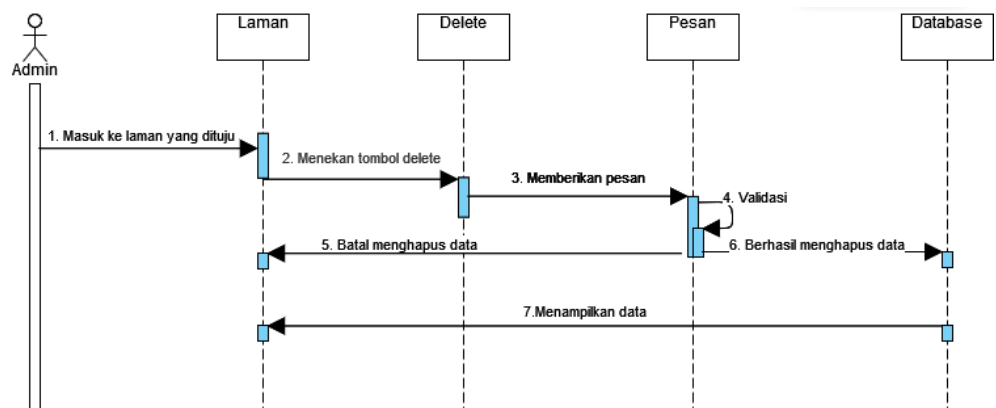 Laman
Delete
Pesan
Database
Admin
1. Masuk ke laman yang dituju
2. Menekan tombol delete
3. Memberikan pesan
4. Validasi
5. Batal menghapus data
6. Berhasil menghapus data
7.Menampilkan data